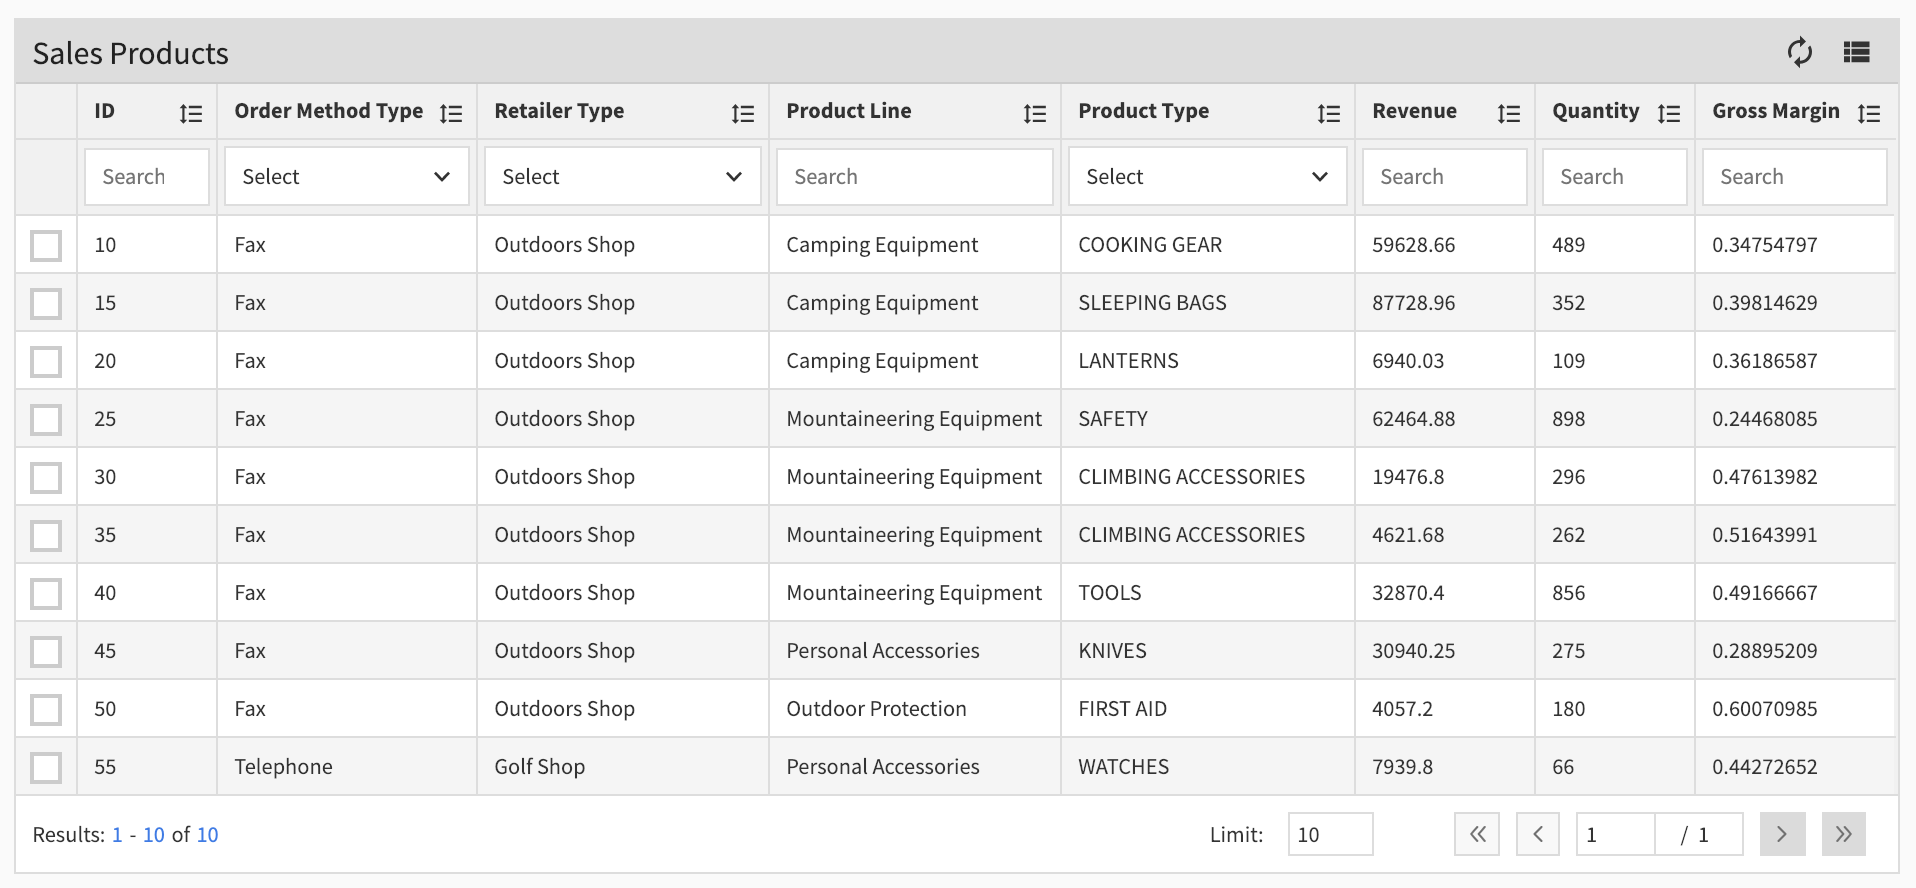 Sales Products
ID Order Method Type Retailer Type Product Line Product Type Revenue Quantity Gross Margin
Search Select Select Search Select Search Search Search
10 Fax Outdoors Shop Camping Equipment COOKING GEAR 59628.66 489 0.34754797
15 Fax Outdoors Shop Camping Equipment SLEEPING BAGS 87728.96 352 0.39814629
20 Fax Outdoors Shop Camping Equipment LANTERNS 6940.03 109 0.36186587
25 Fax Outdoors Shop Mountaineering Equipment SAFETY 62464.88 898 0.24468085
30 Fax Outdoors Shop Mountaineering Equipment CLIMBING ACCESSORIES 19476.8 296 0.47613982
35 Fax Outdoors Shop Mountaineering Equipment CLIMBING ACCESSORIES 4621.68 262 0.51643991
40 Fax Outdoors Shop Mountaineering Equipment TOOLS 32870.4 856 0.49166667
45 Fax Outdoors Shop Personal Accessories KNIVES 30940.25 275 0.28895209
50 Fax Outdoors Shop Outdoor Protection FIRST AID 4057.2 180 0.60070985
55 Telephone Golf Shop Personal Accessories WATCHES 7939.8 66 0.44272652
Results: 1 - 10 of 10 Limit: 10 1 / 1